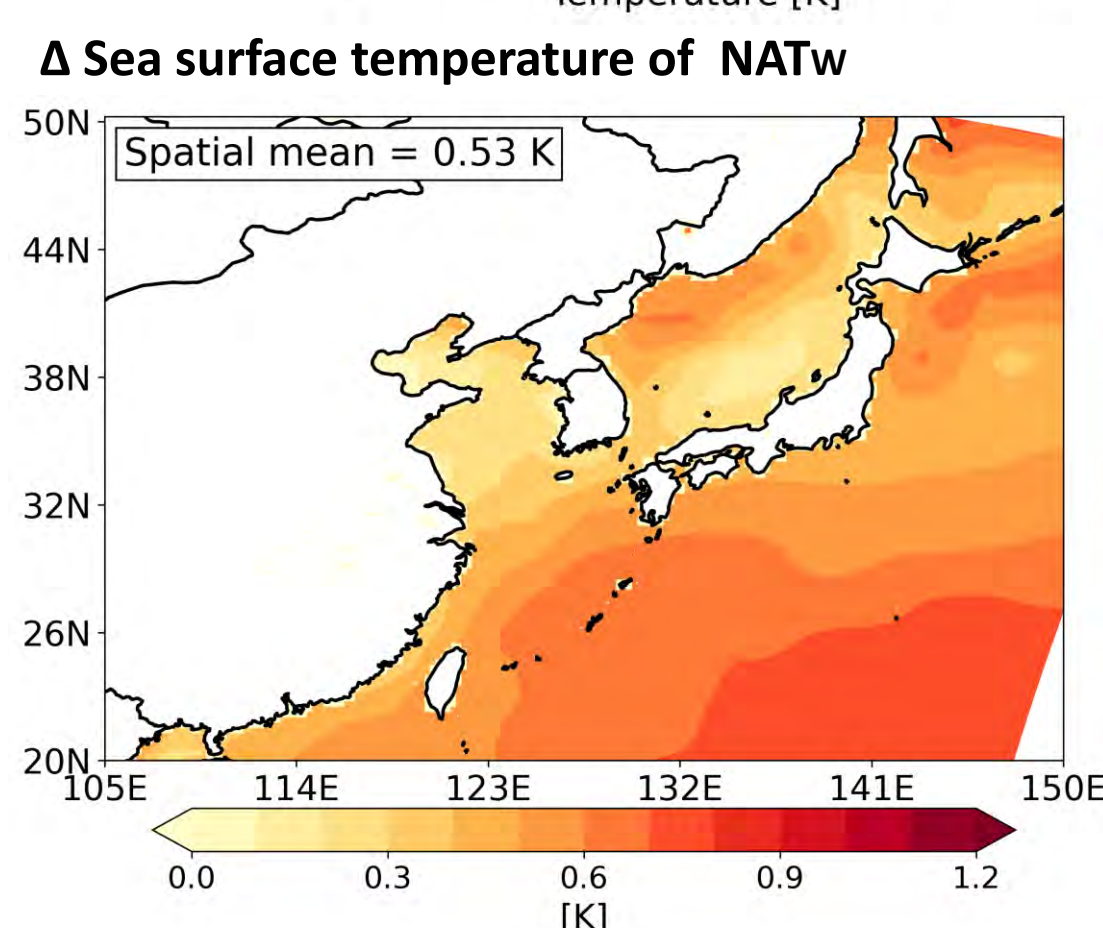 Temperature [K]
Δ Sea surface temperature of NATw
50N
Spatial mean = 0.53 K
44N
38N
32N
26N
20N
105E 114E 123E 132E 141E 150E
0.0 0.3 0.6 0.9 1.2
[K]